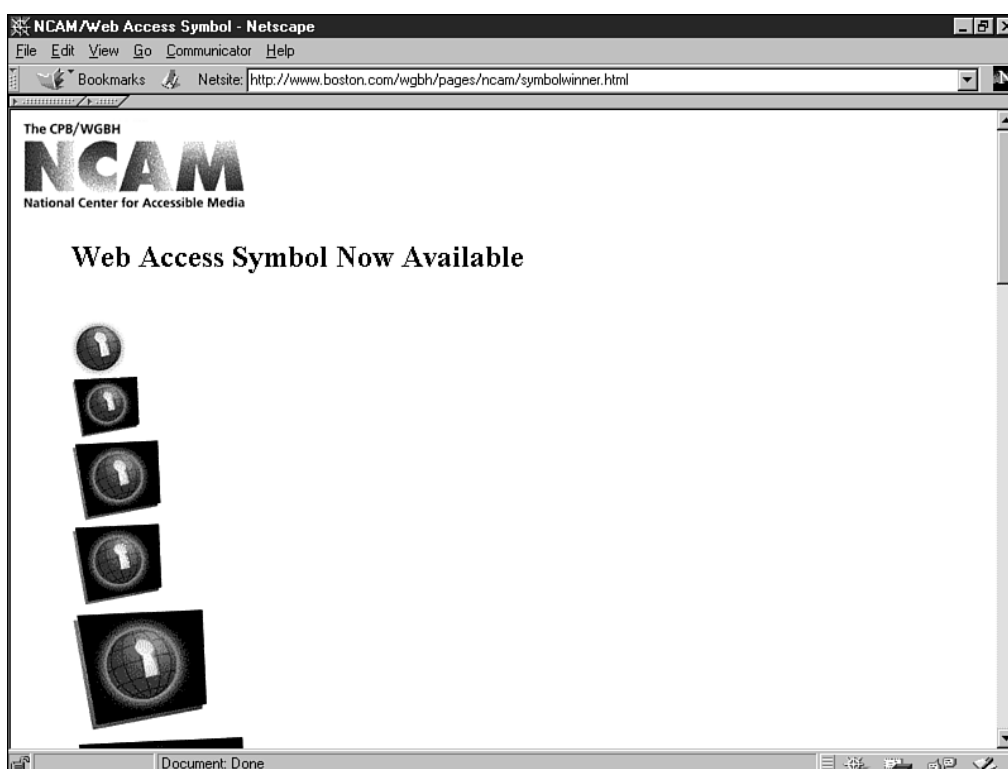 NCAM/Web Access Symbol - Netscape
File Edit View Go Communicator Help
Bookmarks Netsite: http://www.boston.com/wgbh/pages/ncam/symbolwinner.html
N
The CPB/WGBH
NCAM
National Center for Accessible Media
Web Access Symbol Now Available
Document: Done